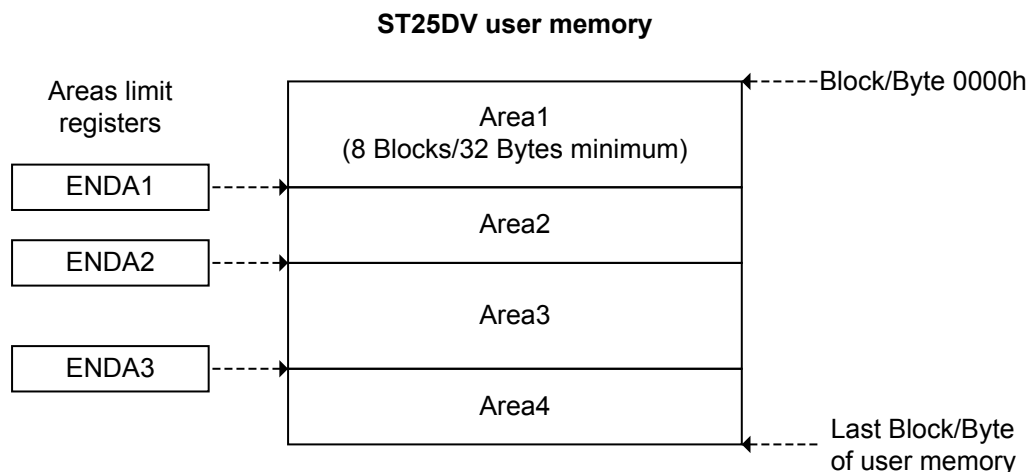 ST25DV user memory
Areas limit
registers
Block/Byte 0000h
Area1
(8 Blocks/32 Bytes minimum)
ENDA1
Area2
ENDA2
Area3
ENDA3
Area4
Last Block/Byte
of user memory